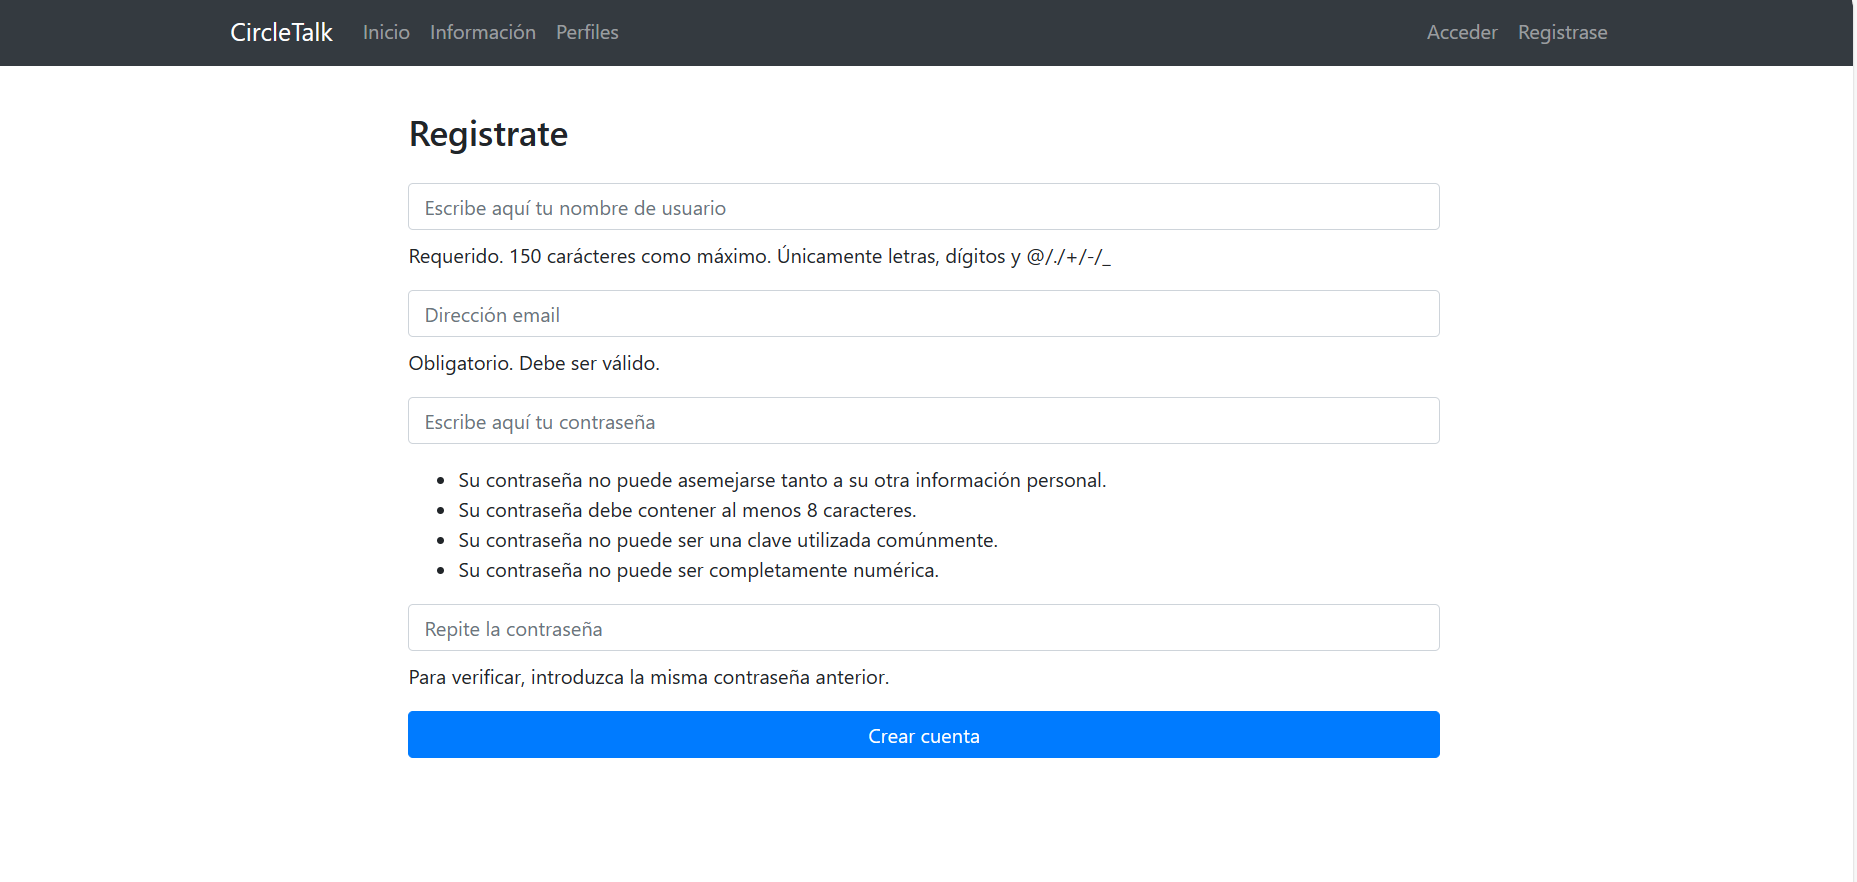 CircleTalk Inicio Información Perfiles Acceder Registrase
Registrate
Escribe aquí tu nombre de usuario
Requerido. 150 carácteres como máximo. Únicamente letras, dígitos y @/./+/-/_
Dirección email
Obligatorio. Debe ser válido.
Escribe aquí tu contraseña
• Su contraseña no puede asemejarse tanto a su otra información personal.
• Su contraseña debe contener al menos 8 caracteres.
• Su contraseña no puede ser una clave utilizada comúnmente.
• Su contraseña no puede ser completamente numérica.
Repite la contraseña
Para verificar, introduzca la misma contraseña anterior.
Crear cuenta